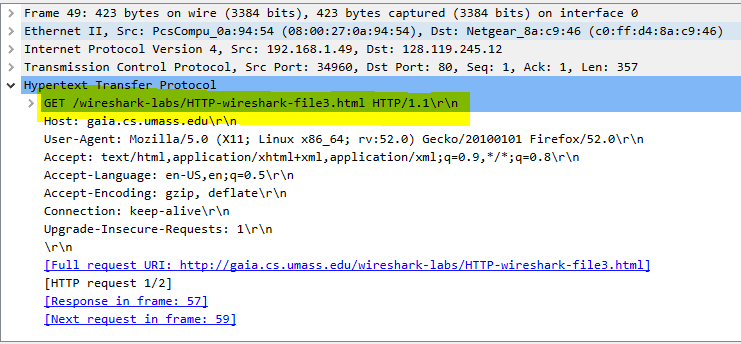 Frame 49: 423 bytes on wire (3384 bits), 423 bytes captured (3384 bits) on interface 0
Ethernet II, Src: PcsCompu_0a:94:54 (08:00:27:0a:94:54), Dst: Netgear_8a:c9:46 (c0:ff:d4:8a:c9:46)
Internet Protocol Version 4, Src: 192.168.1.49, Dst: 128.119.245.12
Transmission Control Protocol, Src Port: 34960, Dst Port: 80, Seq: 1, Ack: 1, Len: 357
Hypertext Transfer Protocol
GET /wireshark-labs/HTTP-wireshark-file3.html HTTP/1.1\r\n
Host: gaia.cs.umass.edu\r\n
User-Agent: Mozilla/5.0 (X11; Linux x86_64; rv:52.0) Gecko/20100101 Firefox/52.0\r\n
Accept: text/html,application/xhtml+xml,application/xml;q=0.9,*/*;q=0.8\r\n
Accept-Language: en-US,en;q=0.5\r\n
Accept-Encoding: gzip, deflate\r\n
Connection: keep-alive\r\n
Upgrade-Insecure-Requests: 1\r\n
\r\n
[Full request URI: http://gaia.cs.umass.edu/wireshark-labs/HTTP-wireshark-file3.html]
[HTTP request 1/2]
[Response in frame: 57]
[Next request in frame: 59]